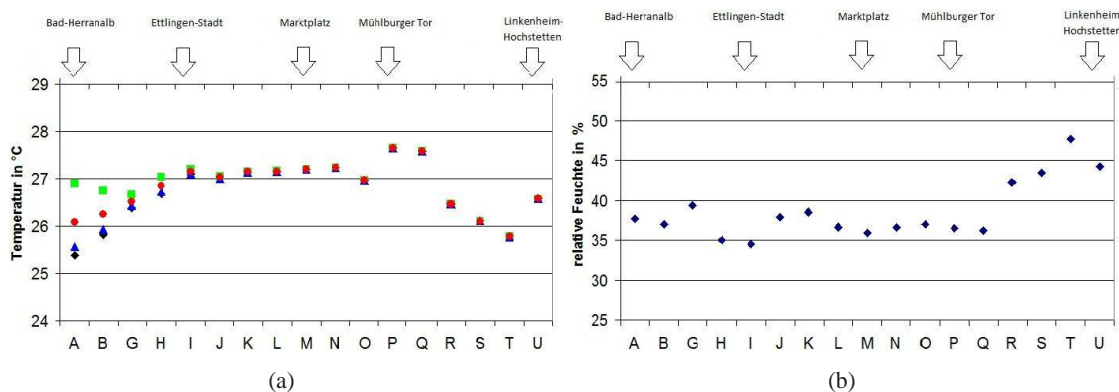 Bad-Herranalb Ettlingen-Stadt Marktplatz Mühlburger Tor Linkenheim-
Hochstetten
Temperatur in °C
29
28
27
26
25
24
A B G H I J K L M N O P Q R S T U
(a)
Bad-Herranalb Ettlingen-Stadt Marktplatz Mühlburger Tor Linkenheim-
Hochstetten
relative Feuchte in %
55
50
45
40
35
30
25
A B G H I J K L M N O P Q R S T U
(b)